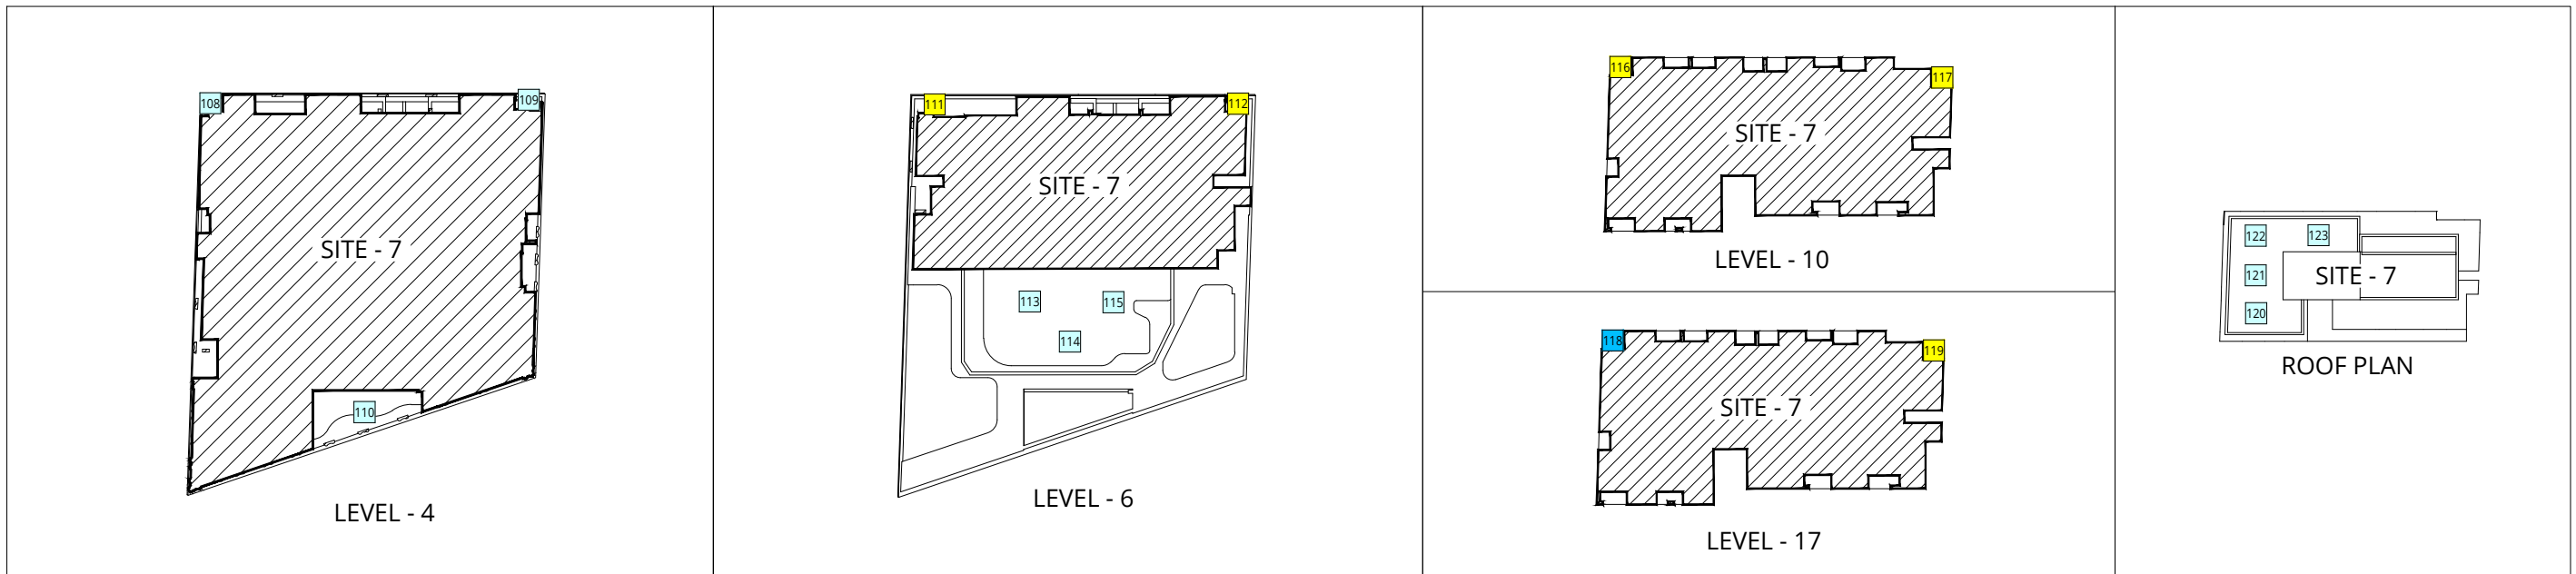 108
109
SITE - 7
110
LEVEL - 4
111
112
SITE - 7
113
115
114
LEVEL - 6
116
117
SITE - 7
LEVEL - 10
118
119
SITE - 7
LEVEL - 17
122
123
121
SITE - 7
120
ROOF PLAN